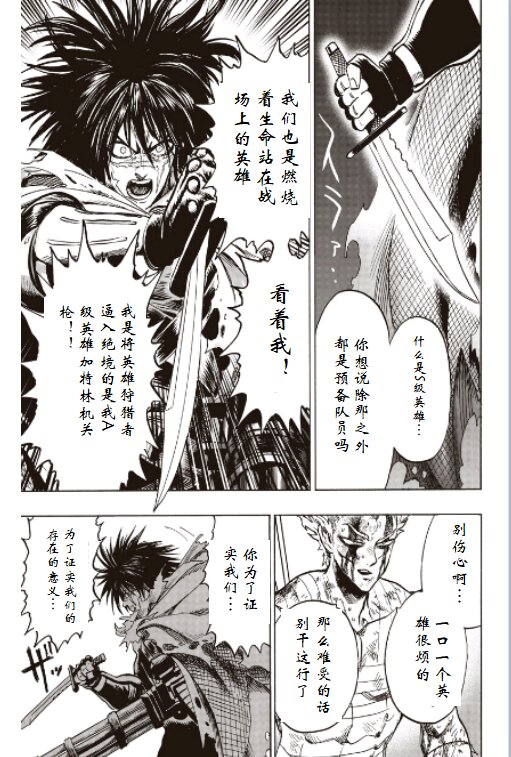 什么是S级英雄…
你想说除那之外
都是预备队员吗
我们也是燃烧
着生命站在战
场上的英雄
看着我！
我是将英雄狩猎者
逼入绝境的是我A
级英雄加特林机关
枪！！
别伤心啊…
一口一个英
雄很烦的
那么难受的话
别干这行了
你为了证
实我们…
为了证实我们的
存在的意义…